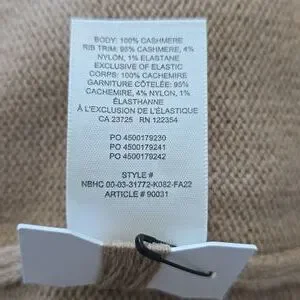 BODY: 100% CASHMERE
RIB TRIM: 95% CASHMERE, 4%
NYLON, 1% ELASTANE
EXCLUSIVE OF ELASTIC
CORPS: 100% CACHEMIRE
GARNITURE CÔTELÉE: 95%
CACHEMIRE, 4% NYLON, 1%
ÉLASTHANNE
À L'EXCLUSION DE L'ÉLASTIQUE
CA 23725 RN 122354
PO 4500179230
PO 4500179241
PO 4500179242
STYLE #
NBHC 00-03-31772-K082-FA22
ARTICLE # 90031